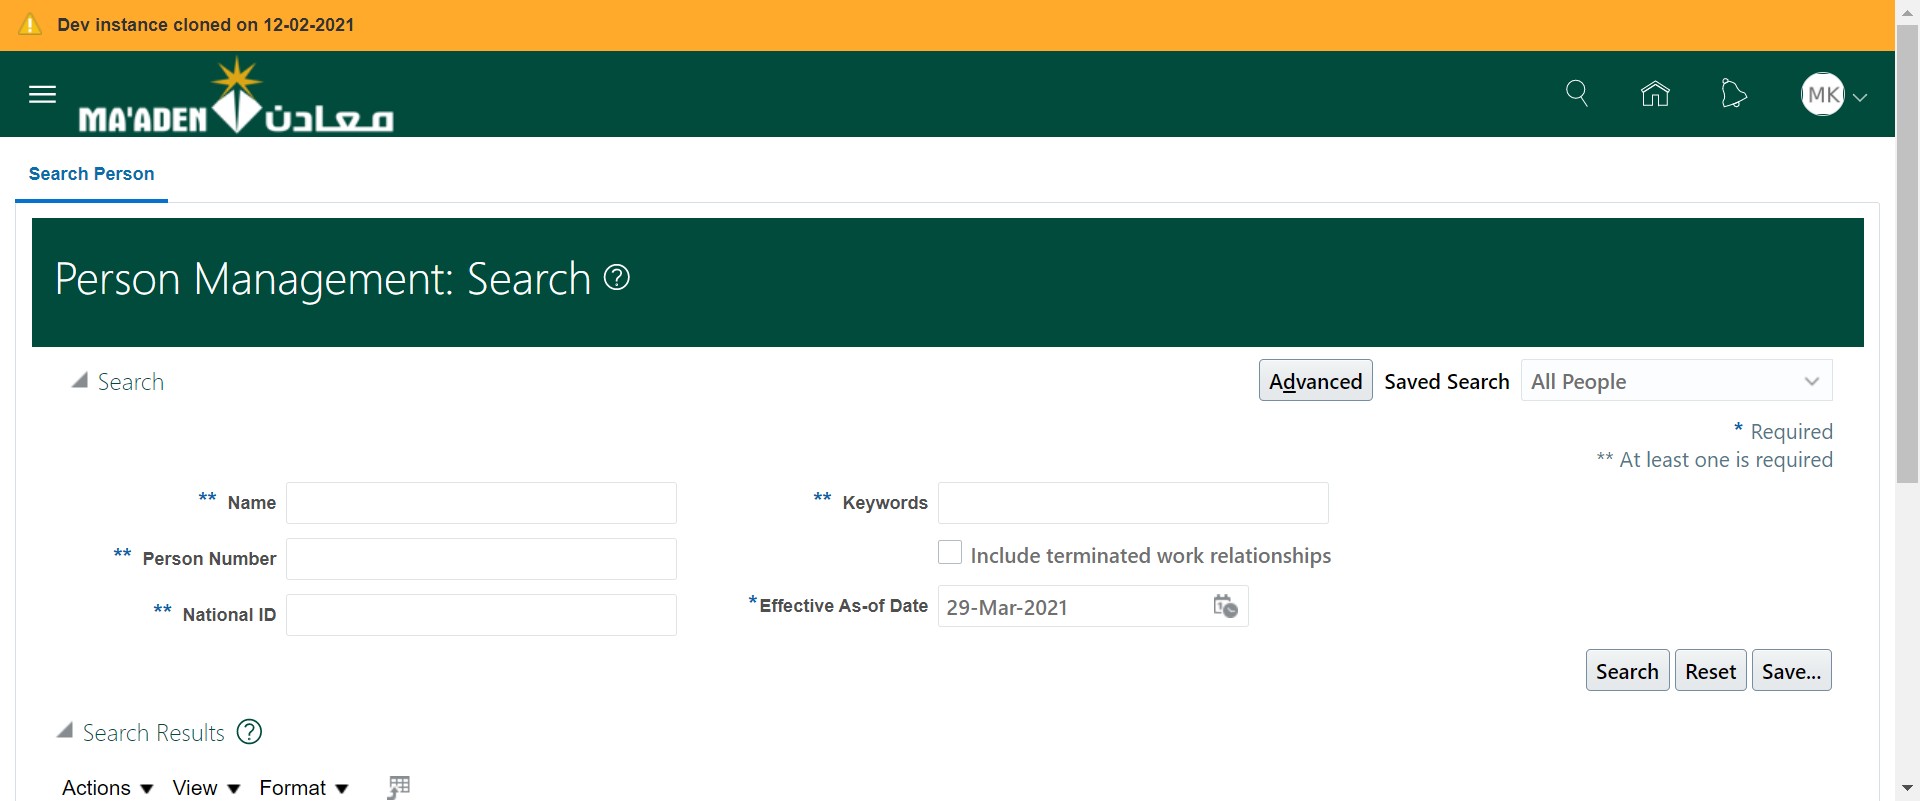 Dev instance cloned on 12-02-2021
MA'ADEN معادن
MK
Search Person
Person Management: Search ?
Search
Advanced Saved Search All People
* Required
** At least one is required
** Name
** Keywords
** Person Number
Include terminated work relationships
** National ID
*Effective As-of Date 29-Mar-2021
Search Reset Save...
Search Results ?
Actions View Format